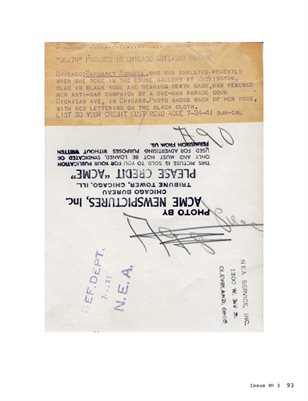 "DEATH" PARADES IN CHICAGO ANTI-WAR PARADE
CHICAGO: MARGARET RUSSELL, WHO WAS ARRESTED RECENTLY
WHEN SHE ROSE IN THE HOUSE GALLERY AT WASHINGTON,
CLAD IN BLACK ROBE AND WEARING DEATH MASK, HAS RENEWED
HER ANTI-WAR CAMPAIGN BY A ONE-MAN PARADE DOWN
MICHIGAN AVE, IN CHICAGO. PHOTO SHOWS BACK OF HER ROBE,
WITH RED LETTERING ON THE BLACK CLOTH.
LIST 30 YOUR CREDIT LINE READ ACME 7-26-41
PHOTO BY
ACME NEWSPICTURES, Inc.
CHICAGO BUREAU
TRIBUNE TOWER, CHICAGO, ILL.
PLEASE CREDIT "ACME"
THIS PICTURE IS SOLD TO YOU FOR YOUR PUBLICATION
ONLY AND MUST NOT BE LOANED, SYNDICATED OR
USED FOR ADVERTISING PURPOSES WITHOUT WRITTEN
PERMISSION FROM US.
REF. DEPT.
N.E.A.
NEA SERVICE, INC.
1200 W. 3rd St.
CLEVELAND, OHIO
Issue Nº 3 93